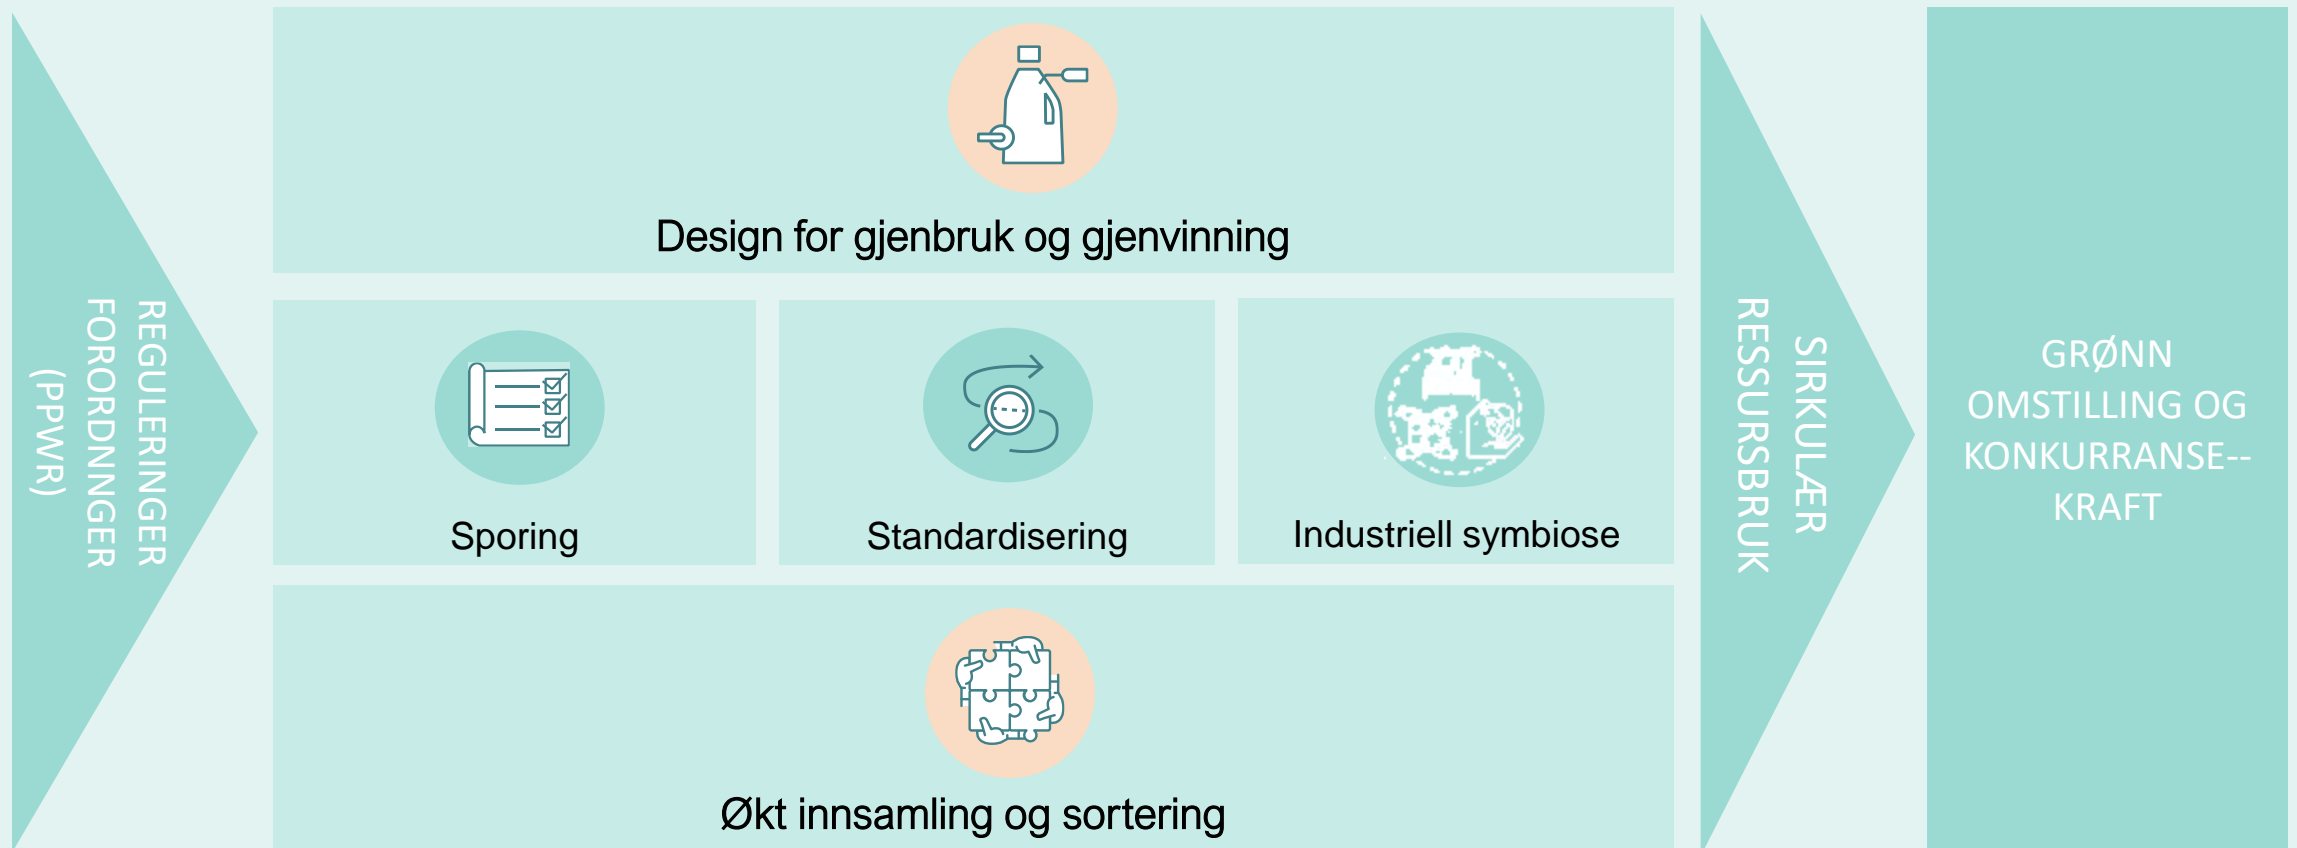 REGULERINGER
FORORDNNGER
(PPWR)
Design for gjenbruk og gjenvinning
Sporing
Standardisering
Industriell symbiose
Økt innsamling og sortering
SIRKULÆR
RESSURSBRUK
GRØNN
OMSTILLING OG
KONKURRANSE--
KRAFT